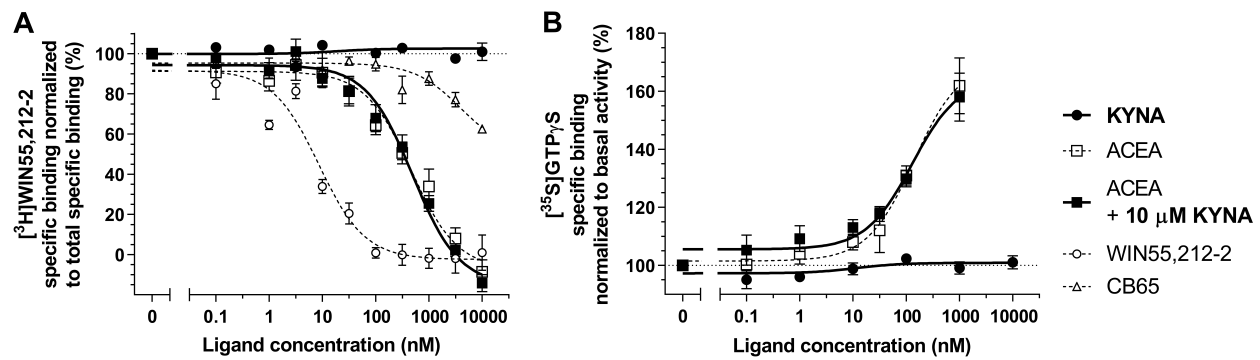 A
[³H]WIN55,212-2
specific binding normalized
to total specific binding (%)
100
80
60
40
20
0
0
0.1
1
10
100
1000
10000
Ligand concentration (nM)
B
[³⁵S]GTPγS
specific binding
normalized to basal activity (%)
180
160
140
120
100
0
0.1
1
10
100
1000
10000
Ligand concentration (nM)
KYNA
ACEA
ACEA
+ 10 μM KYNA
WIN55,212-2
CB65